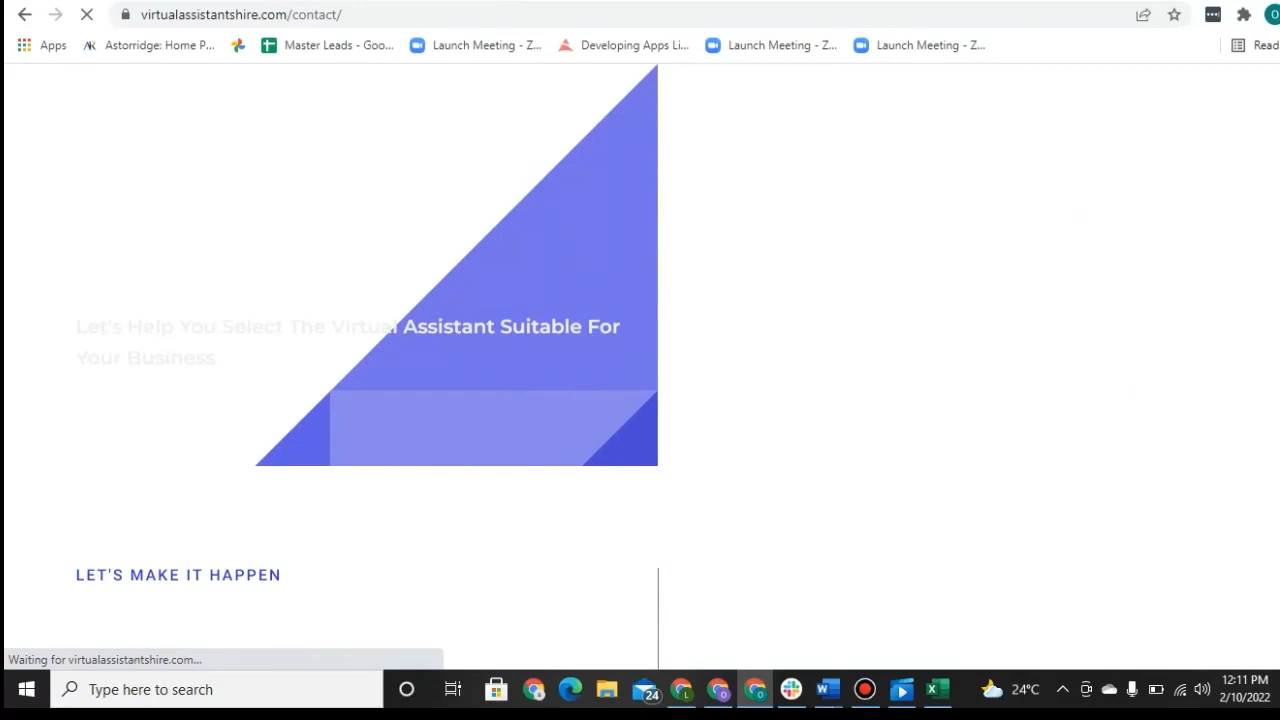 virtualassistantshire.com/contact/
Apps
Astorridge: Home P...
Master Leads - Goo...
Launch Meeting - Z...
Developing Apps Li...
Launch Meeting - Z...
Launch Meeting - Z...
Read
Let's Help You Select The Virtual Assistant Suitable For
Your Business
LET'S MAKE IT HAPPEN
Waiting for virtualassistantshire.com...
Type here to search
24
24°C
12:11 PM
2/10/2022